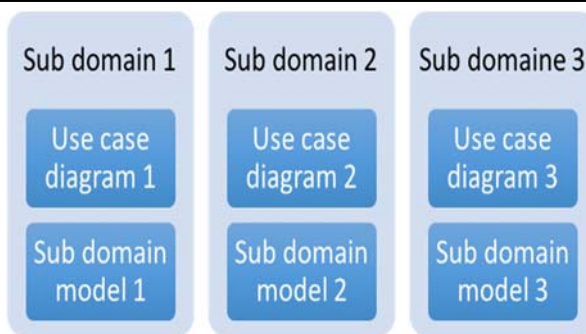 Sub domain 1
Use case
diagram 1
Sub domain
model 1
Sub domain 2
Use case
diagram 2
Sub domain
model 2
Sub domaine 3
Use case
diagram 3
Sub domain
model 3